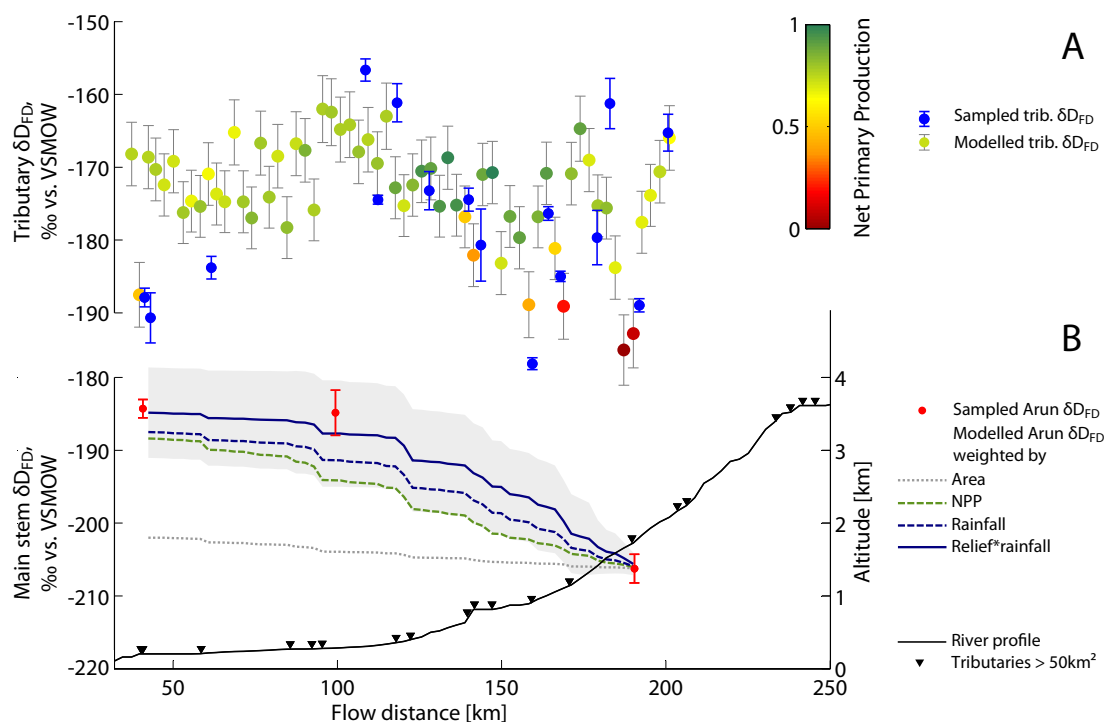 -150
-160
-170
-180
-190
Tributary δD_FD,
‰ vs. VSMOW
1
0.5
0
Net Primary Production
A
Sampled trib. δD_FD
Modelled trib. δD_FD
B
-180
-190
-200
-210
-220
Main stem δD_FD,
‰ vs. VSMOW
4
3
2
1
0
Altitude [km]
Sampled Arun δD_FD
Modelled Arun δD_FD
weighted by
Area
NPP
Rainfall
Relief*rainfall
River profile
Tributaries > 50km²
50
100
150
200
250
Flow distance [km]